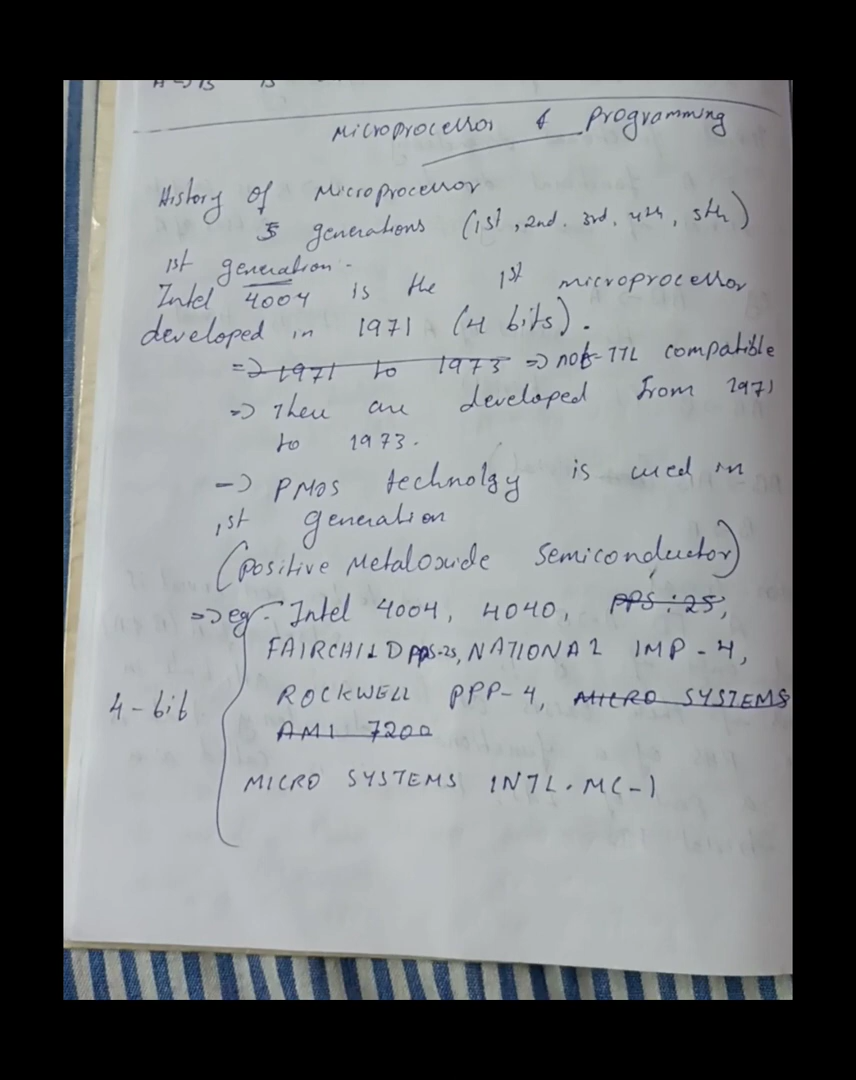 Microprocessor & Programming
History of Microprocessor
5 generations (1st, 2nd, 3rd, 4th, 5th)
1st generation -
Intel 4004 is the 1st microprocessor
developed in 1971 (4 bits).
=> 1971 to 1973 => not TTL compatible
=> These are developed from 1971
to 1973.
-> PMOS technolgy is used in
1st generation
(Positive Metaloxide Semiconductor)
=> eg - Intel 4004, 4040, PPS:25,
FAIRCHILD PPS-25, NATIONAL IMP-4,
ROCKWELL PPP-4, MICRO SYSTEMS
4-bit
AMI 7200
MICRO SYSTEMS INTL. MC-1